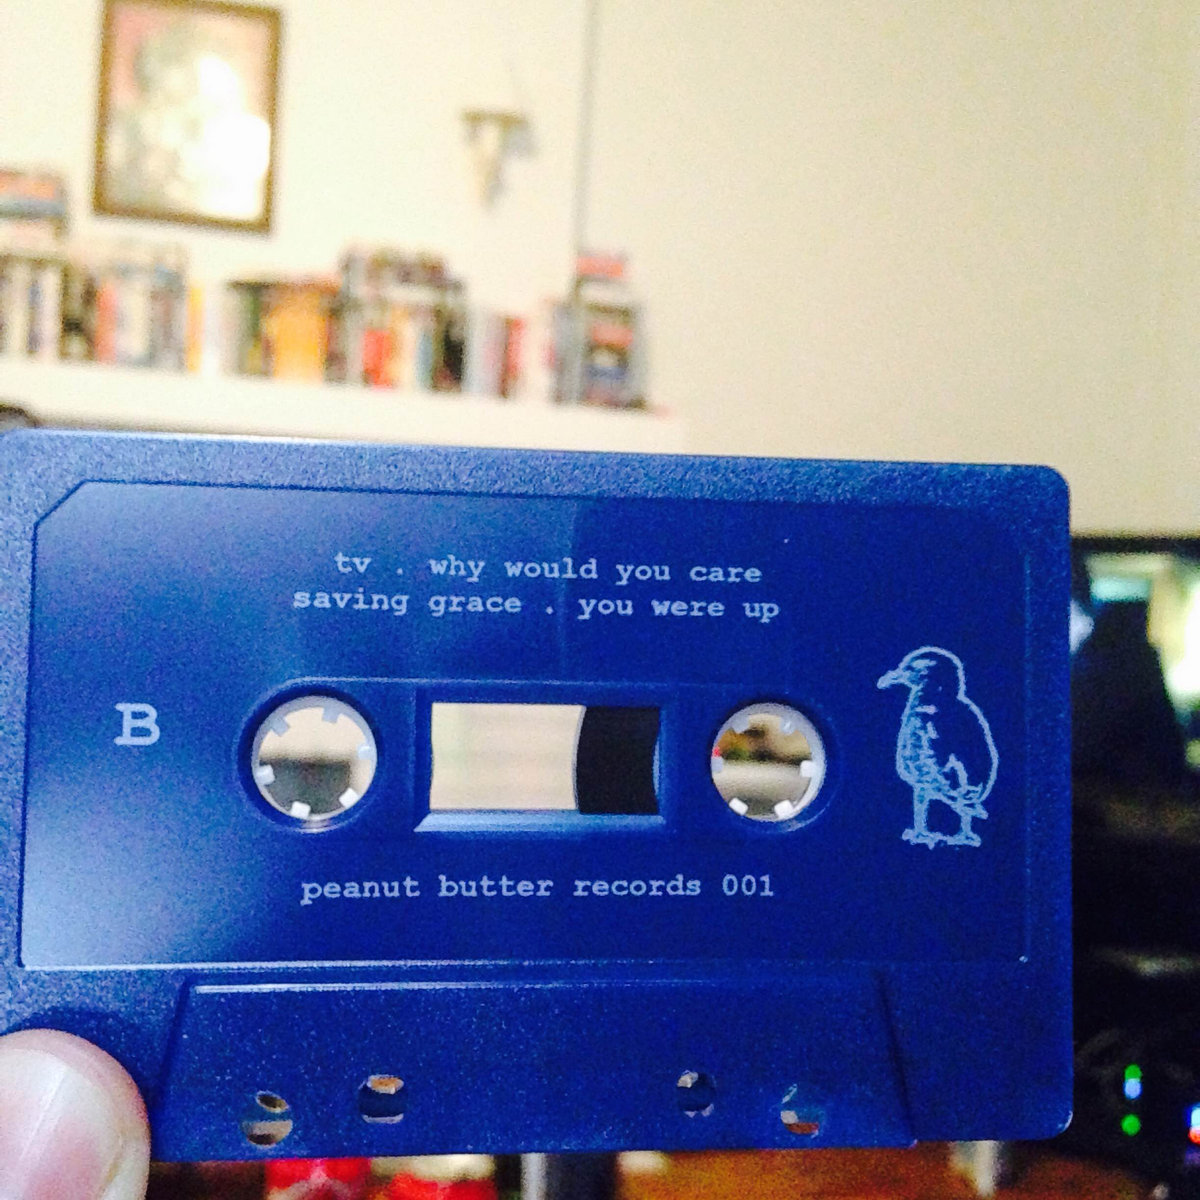 tv . why would you care
saving grace . you were up
B
peanut butter records 001